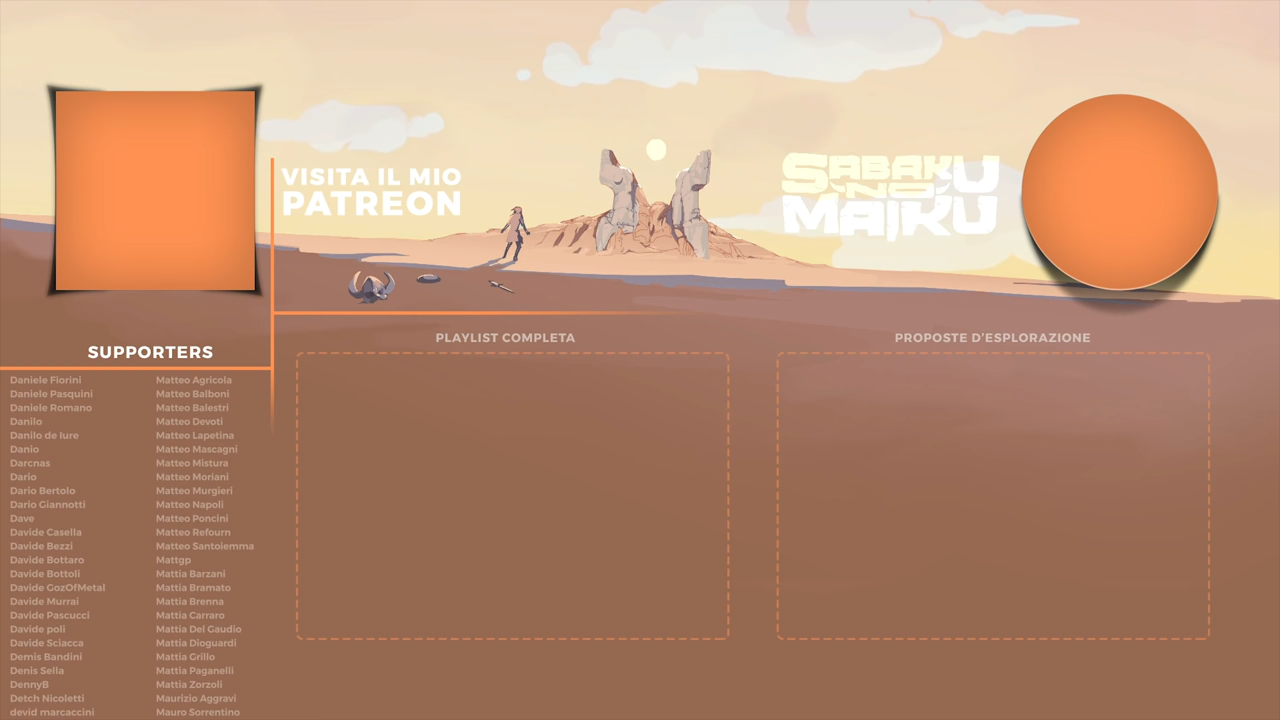 VISITA IL MIO
PATREON
SABAKU
NO
MAIKU
SUPPORTERS
Daniele Fiorini
Daniele Pasquini
Daniele Romano
Danilo
Danilo de Iure
Danio
Darcnas
Dario
Dario Bertolo
Dario Giannotti
Dave
Davide Casella
Davide Bezzi
Davide Bottaro
Davide Bottoli
Davide GozOfMetal
Davide Murrai
Davide Pascucci
Davide poli
Davide Sciacca
Demis Bandini
Denis Sella
DennyB
Detch Nicoletti
devid marcaccini
Matteo Agricola
Matteo Balboni
Matteo Balestri
Matteo Devoti
Matteo Lapetina
Matteo Mascagni
Matteo Mistura
Matteo Moriani
Matteo Murgieri
Matteo Napoli
Matteo Poncini
Matteo Refourn
Matteo Santoiemma
Mattgp
Mattia Barzani
Mattia Bramato
Mattia Brenna
Mattia Carraro
Mattia Del Gaudio
Mattia Dioguardi
Mattia Grillo
Mattia Paganelli
Mattia Zorzoli
Maurizio Aggravi
Mauro Sorrentino
PLAYLIST COMPLETA
PROPOSTE D'ESPLORAZIONE